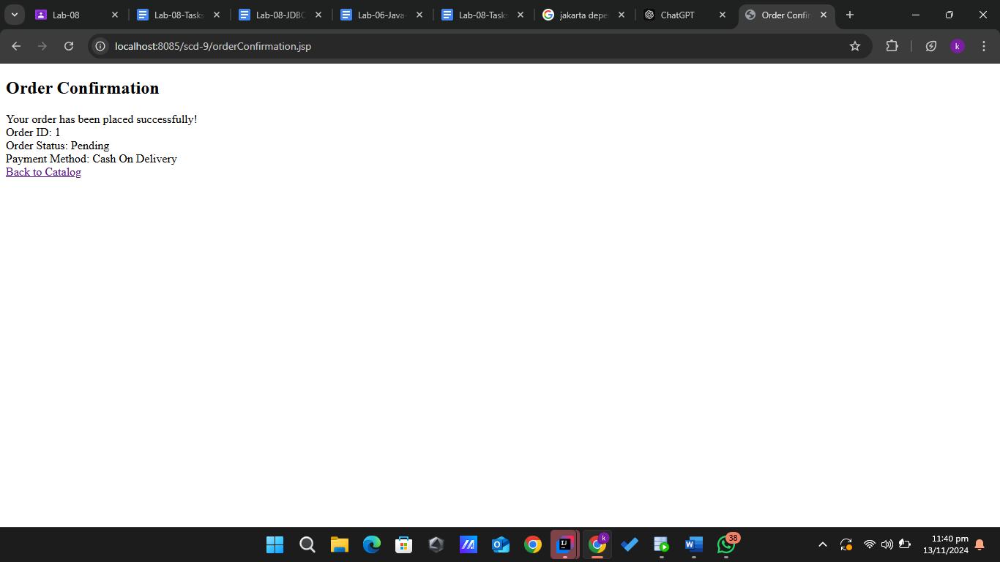 Lab-08
Lab-08-Tasks
Lab-08-JDBC
Lab-06-Java-
Lab-08-Tasks
jakarta depe
ChatGPT
Order Confir
localhost:8085/scd-9/orderConfirmation.jsp
k
Order Confirmation
Your order has been placed successfully!
Order ID: 1
Order Status: Pending
Payment Method: Cash On Delivery
Back to Catalog
k
38
11:40 pm
13/11/2024